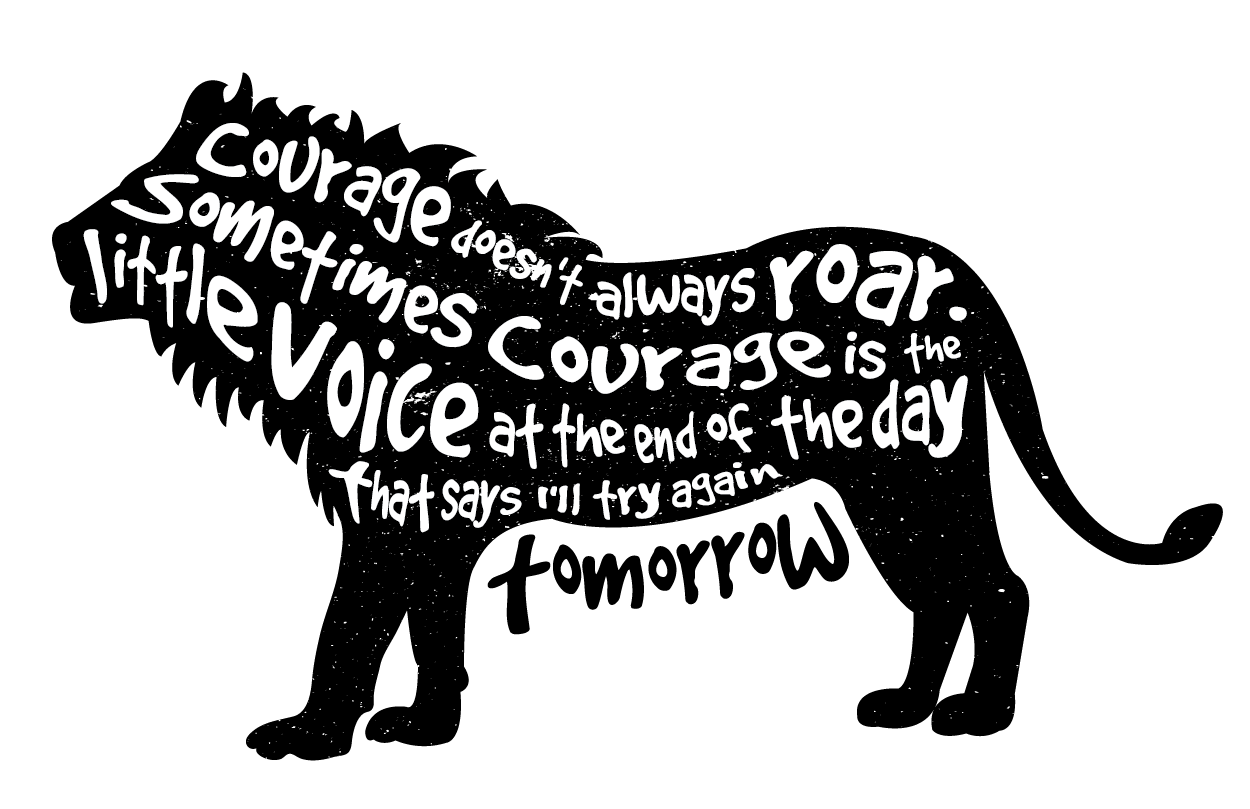 Courage doesn't always roar.
Sometimes Courage is the
little voice at the end of the day
that says I'll try again
tomorrow